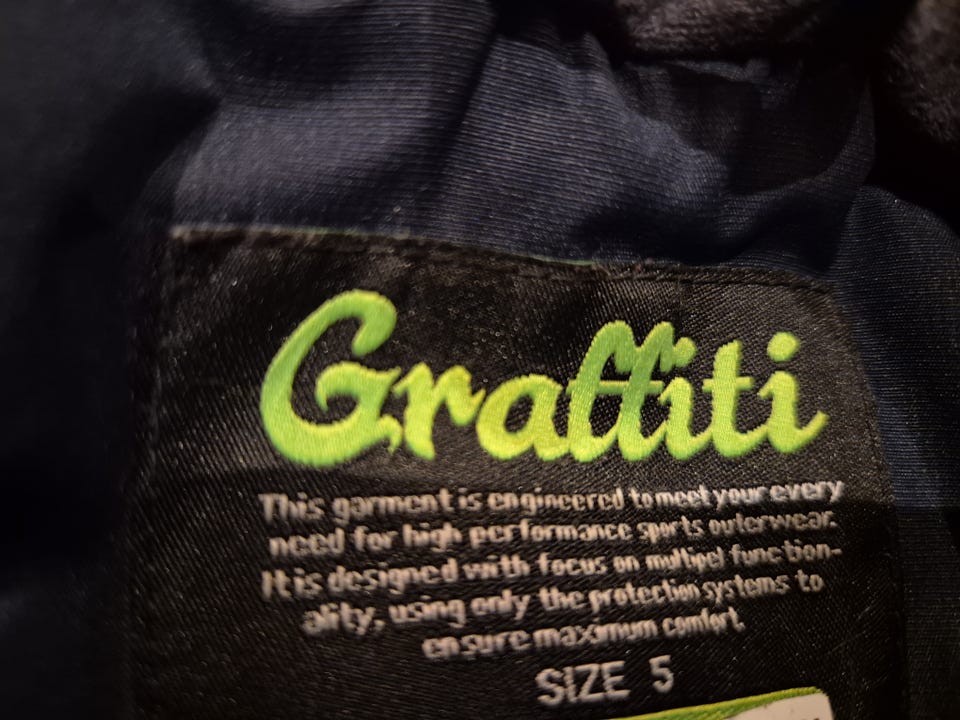 Graffiti
This garment is engineered to meet your every
need for high performance sports outerwear.
It is designed with focus on multipel function-
ality, using only the protection systems to
ensure maximum comfort.
SIZE 5